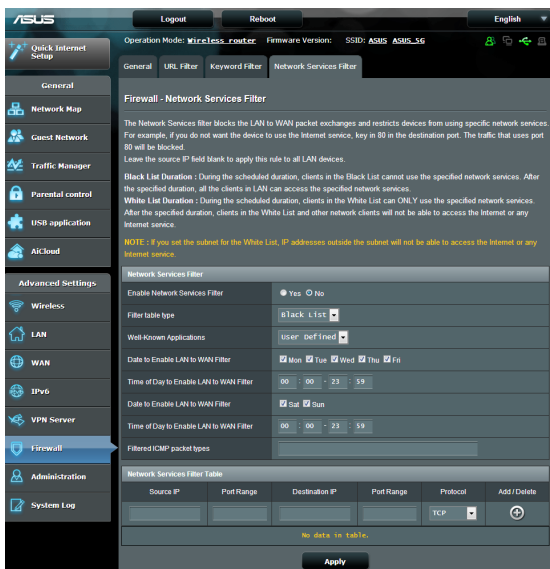 ASUS
Logout
Reboot
English
Operation Mode: Wireless router Firmware Version: SSID: ASUS ASUS_5G
Quick Internet Setup
General
Network Map
Guest Network
Traffic Manager
Parental control
USB application
AiCloud
Advanced Settings
Wireless
LAN
WAN
IPv6
VPN Server
Firewall
Administration
System Log
General
URL Filter
Keyword Filter
Network Services Filter
Firewall - Network Services Filter
The Network Services filter blocks the LAN to WAN packet exchanges and restricts devices from using specific network services.
For example, if you do not want the device to use the Internet service, key in 80 in the destination port. The traffic that uses port
80 will be blocked.
Leave the source IP field blank to apply this rule to all LAN devices.
Black List Duration : During the scheduled duration, clients in the Black List cannot use the specified network services. After
the specified duration, all the clients in LAN can access the specified network services.
White List Duration : During the scheduled duration, clients in the White List can ONLY use the specified network services.
After the specified duration, clients in the White List and other network clients will not be able to access the Internet or any
Internet service.
NOTE : If you set the subnet for the White List, IP addresses outside the subnet will not be able to access the Internet or any
Internet service.
Network Services Filter
Enable Network Services Filter
Yes No
Filter table type
Black List
Well-Known Applications
User Defined
Date to Enable LAN to WAN Filter
Mon Tue Wed Thu Fri
Time of Day to Enable LAN to WAN Filter
00 : 00 - 23 : 59
Date to Enable LAN to WAN Filter
Sat Sun
Time of Day to Enable LAN to WAN Filter
00 : 00 - 23 : 59
Filtered ICMP packet types
Network Services Filter Table
Source IP Port Range Destination IP Port Range Protocol Add / Delete
TCP
No data in table.
Apply